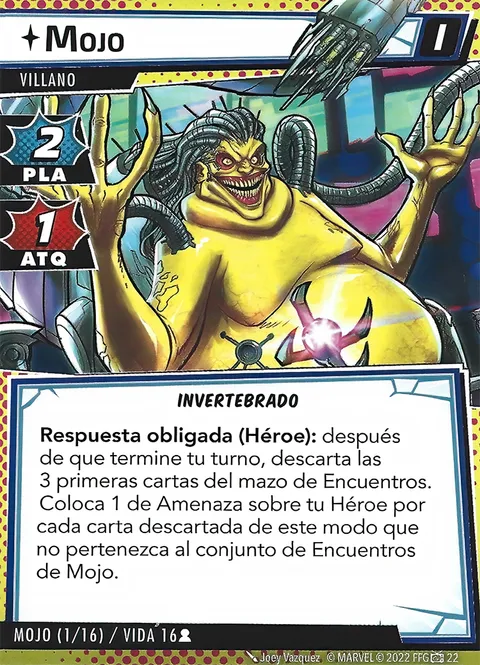 Mojo
I
VILLANO
2
PLA
1
ATQ
INVERTEBRADO
Respuesta obligada (Héroe): después
de que termine tu turno, descarta las
3 primeras cartas del mazo de Encuentros.
Coloca 1 de Amenaza sobre tu Héroe por
cada carta descartada de este modo que
no pertenezca al conjunto de Encuentros
de Mojo.
MOJO (1/16) / VIDA 16
Joey Vazquez © MARVEL © 2022 FFG 22